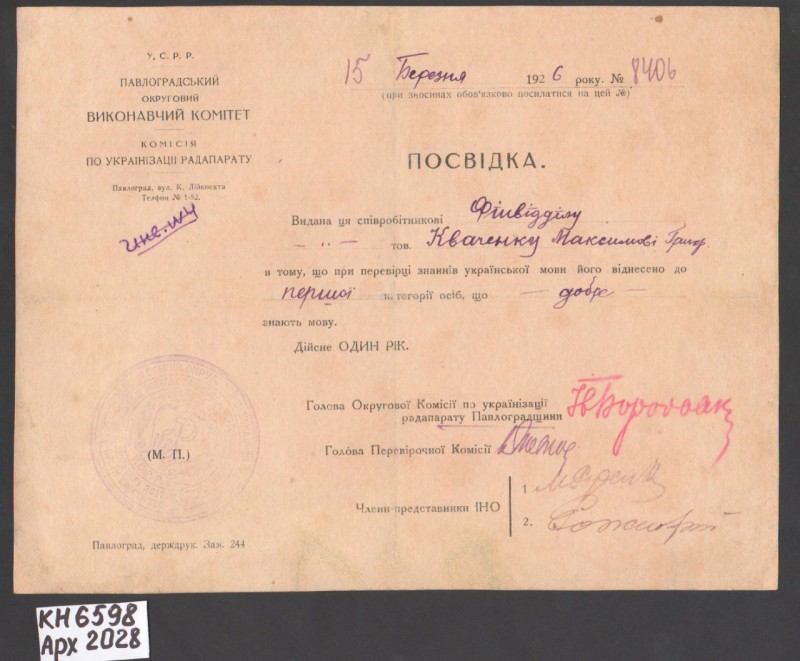 У. С. Р. Р.
ПАВЛОГРАДСЬКИЙ
ОКРУГОВИЙ
ВИКОНАВЧИЙ КОМІТЕТ
КОМІСІЯ
ПО УКРАЇНІЗАЦІЇ РАДАПАРАТУ
Павлоград, вул. К. Лібкнехта
Телфон № 1-52.
15 Березня 1926 року. № 8406
(при зносинах обов'язково посилатися на цей №)
ПОСВІДКА.
Видана ця співробітникові Фінвідділу
— „ — тов. Кваченку Максимові Григор.
в тому, що при перевірці знаннів української мови його віднесено до
першої категорії осіб, що — добре —
знають мову.
Дійсне ОДИН РІК.
Голова Округової Комісії по українізації
радапарату Павлоградщини
Голова Перевірочної Комісії
(М. П.)
Члени-представники ІНО
1
2.
Павлоград, держдрук. Зам. 244
КН 6598
Арх 2028